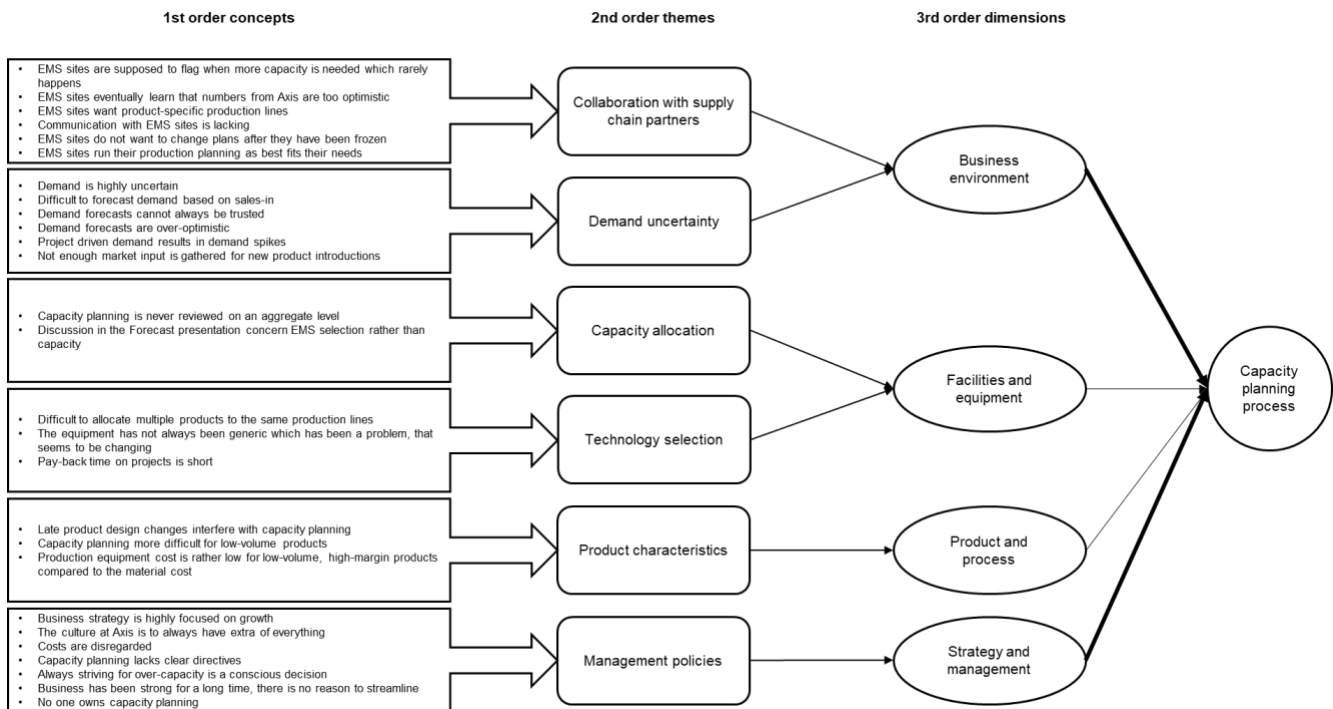 1st order concepts
2nd order themes
3rd order dimensions
• EMS sites are supposed to flag when more capacity is needed which rarely
happens
• EMS sites eventually learn that numbers from Axis are too optimistic
• EMS sites want product-specific production lines
• Communication with EMS sites is lacking
• EMS sites do not want to change plans after they have been frozen
• EMS sites run their production planning as best fits their needs
Collaboration with supply
chain partners
Business
environment
• Demand is highly uncertain
• Difficult to forecast demand based on sales-in
• Demand forecasts cannot always be trusted
• Demand forecasts are over-optimistic
• Project driven demand results in demand spikes
• Not enough market input is gathered for new product introductions
Demand uncertainty
• Capacity planning is never reviewed on an aggregate level
• Discussion in the Forecast presentation concern EMS selection rather than
capacity
Capacity allocation
Facilities and
equipment
Capacity
planning
process
• Difficult to allocate multiple products to the same production lines
• The equipment has not always been generic which has been a problem, that
seems to be changing
• Pay-back time on projects is short
Technology selection
• Late product design changes interfere with capacity planning
• Capacity planning more difficult for low-volume products
• Production equipment cost is rather low for low-volume, high-margin products
compared to the material cost
Product characteristics
Product and
process
• Business strategy is highly focused on growth
• The culture at Axis is to always have extra of everything
• Costs are disregarded
• Capacity planning lacks clear directives
• Always striving for over-capacity is a conscious decision
• Business has been strong for a long time, there is no reason to streamline
• No one owns capacity planning
Management policies
Strategy and
management